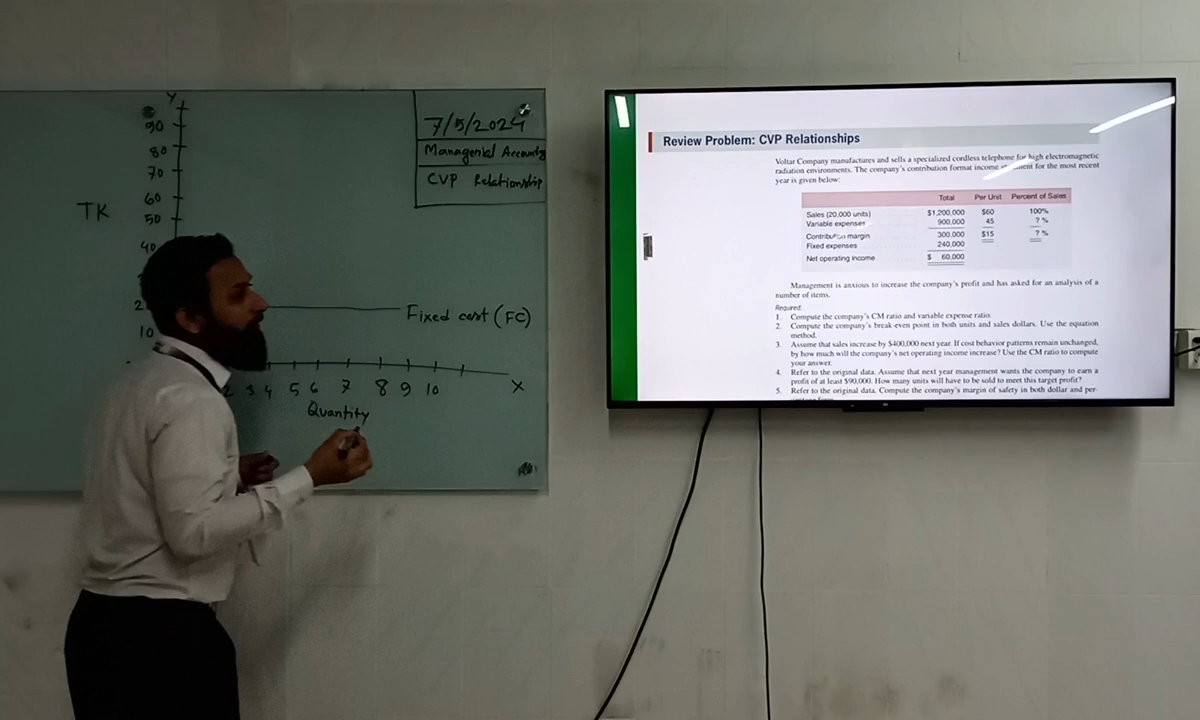 Y
90
80
70
60
TK
50
40
2
10
Fixed cost (FC)
2 3 4 5 6 7 8 9 10 X
Quantity
7/5/2024
Managerial Accounting
CVP Relationship
Review Problem: CVP Relationships
Voltar Company manufactures and sells a specialized cordless telephone for high electromagnetic
radiation environments. The company's contribution format income statement for the most recent
year is given below:
Total Per Unit Percent of Sales
Sales (20,000 units) $1,200,000 $60 100%
Variable expenses 900,000 45 ? %
Contribution margin 300,000 $15 ? %
Fixed expenses 240,000
Net operating income $ 60,000
Management is anxious to increase the company's profit and has asked for an analysis of a
number of items.
Required:
1. Compute the company's CM ratio and variable expense ratio.
2. Compute the company's break-even point in both units and sales dollars. Use the equation
method.
3. Assume that sales increase by $400,000 next year. If cost behavior patterns remain unchanged,
by how much will the company's net operating income increase? Use the CM ratio to compute
your answer.
4. Refer to the original data. Assume that next year management wants the company to earn a
profit of at least $90,000. How many units will have to be sold to meet this target profit?
5. Refer to the original data. Compute the company's margin of safety in both dollar and per-